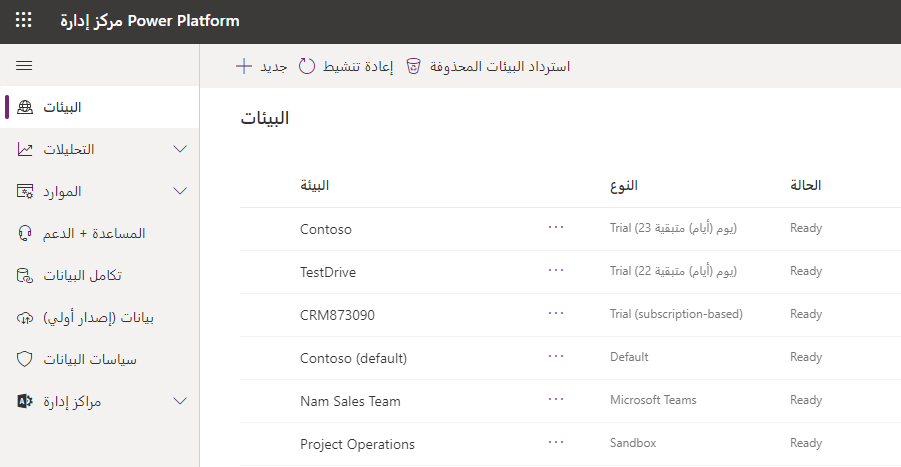 مركز إدارة Power Platform
جديد
إعادة تنشيط
استرداد البيئات المحذوفة
البيئات
التحليلات
الموارد
المساعدة + الدعم
تكامل البيانات
بيانات (إصدار أولي)
سياسات البيانات
مراكز إدارة
البيئات
البيئة النوع الحالة
Contoso ··· Trial (23 يوم (أيام) متبقية) Ready
TestDrive ··· Trial (22 يوم (أيام) متبقية) Ready
CRM873090 ··· Trial (subscription-based) Ready
Contoso (default) ··· Default Ready
Nam Sales Team ··· Microsoft Teams Ready
Project Operations ··· Sandbox Ready